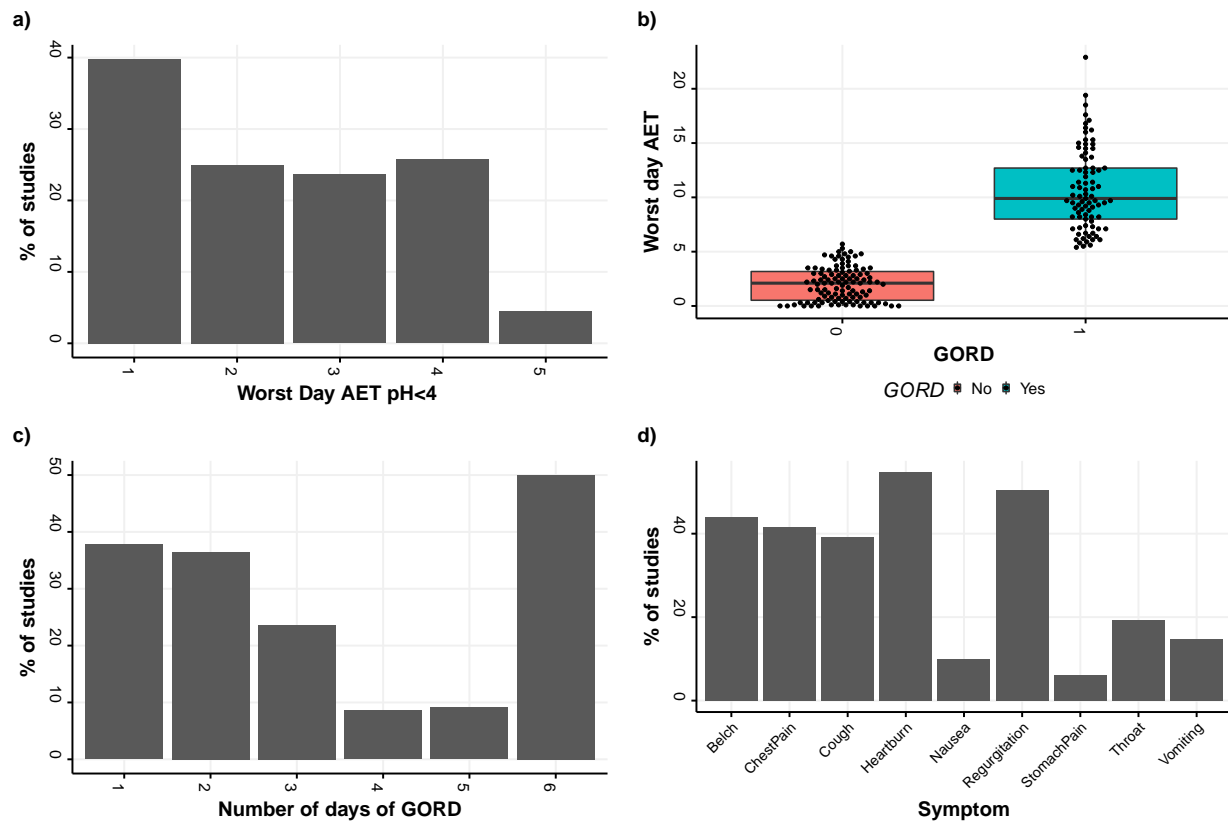 a)
% of studies
40
30
20
10
0
1 2 3 4 5
Worst Day AET pH<4
b)
Worst day AET
20
15
10
5
0
0 1
GORD
GORD No Yes
c)
% of studies
50
40
30
20
10
0
1 2 3 4 5 6
Number of days of GORD
d)
% of studies
40
20
0
Belch ChestPain Cough Heartburn Nausea Regurgitation StomachPain Throat Vomiting
Symptom